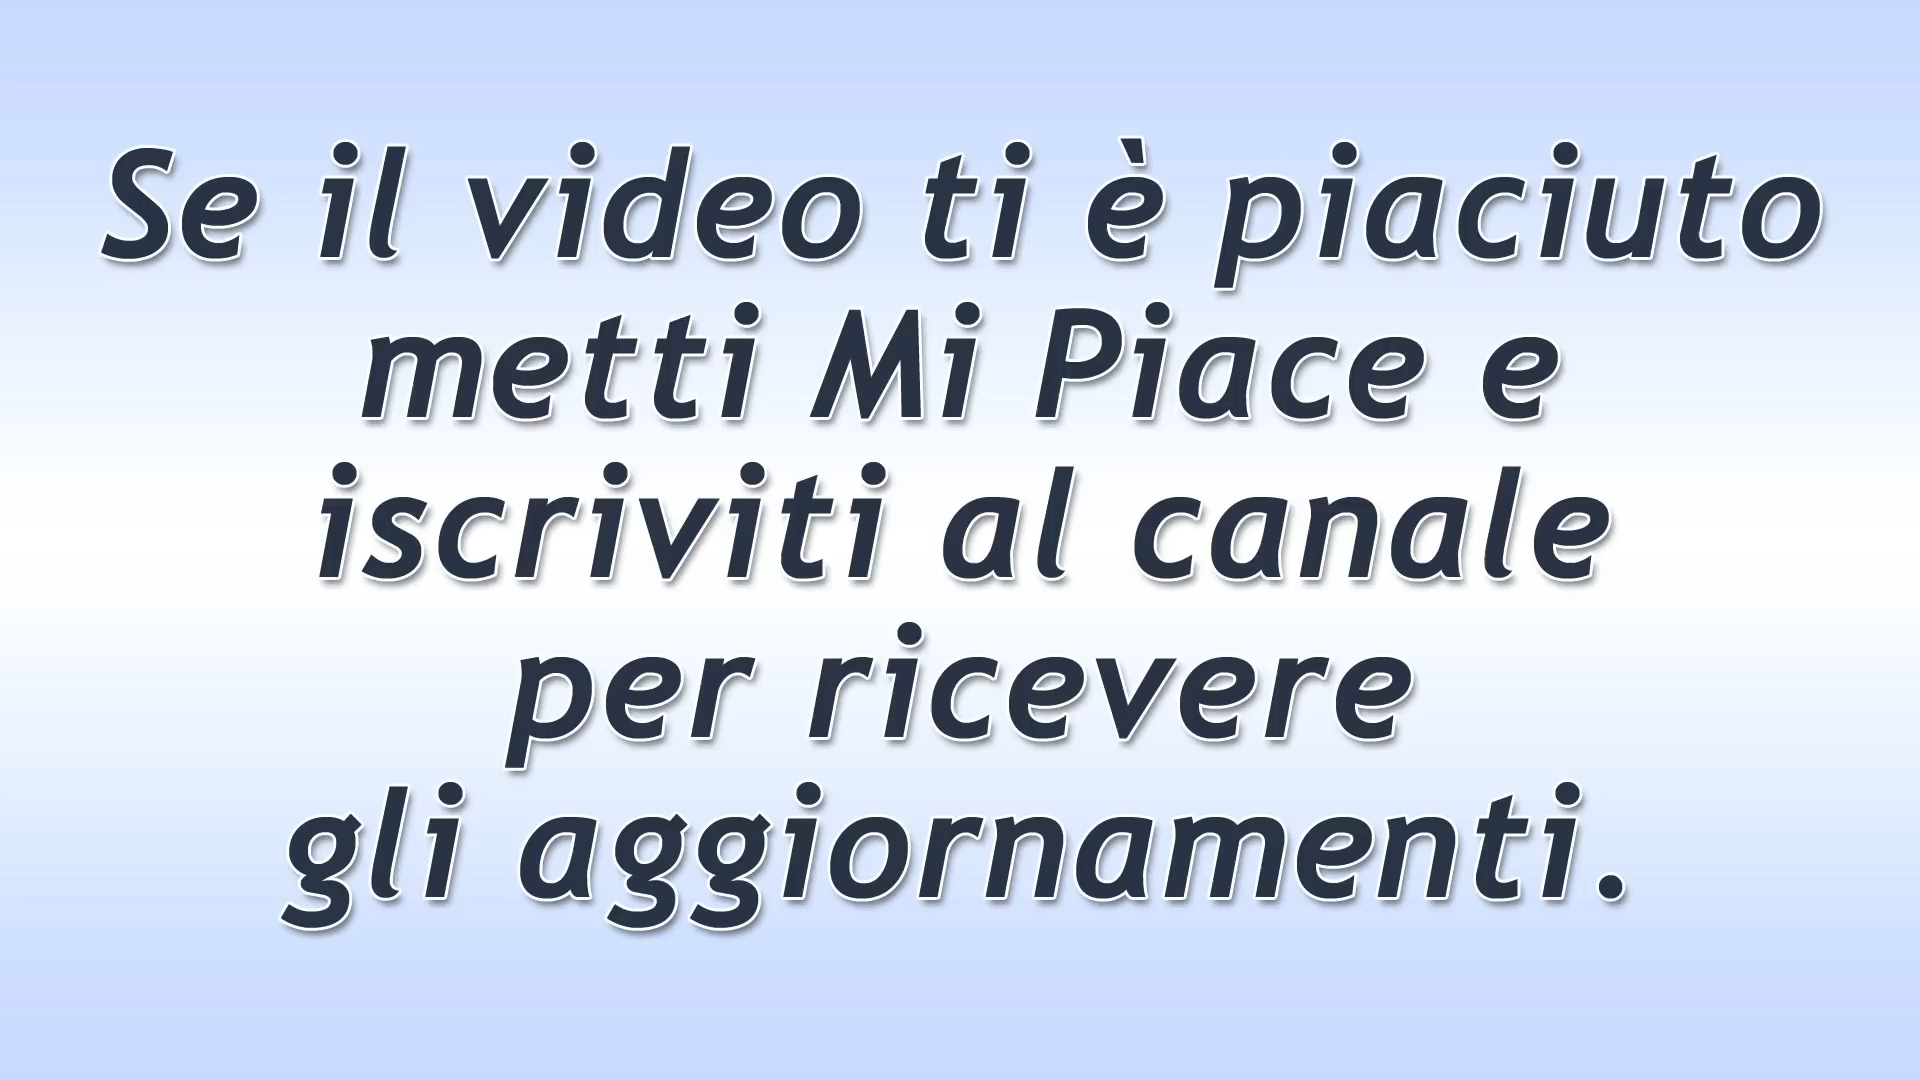 Se il video ti è piaciuto
metti Mi Piace e
iscriviti al canale
per ricevere
gli aggiornamenti.